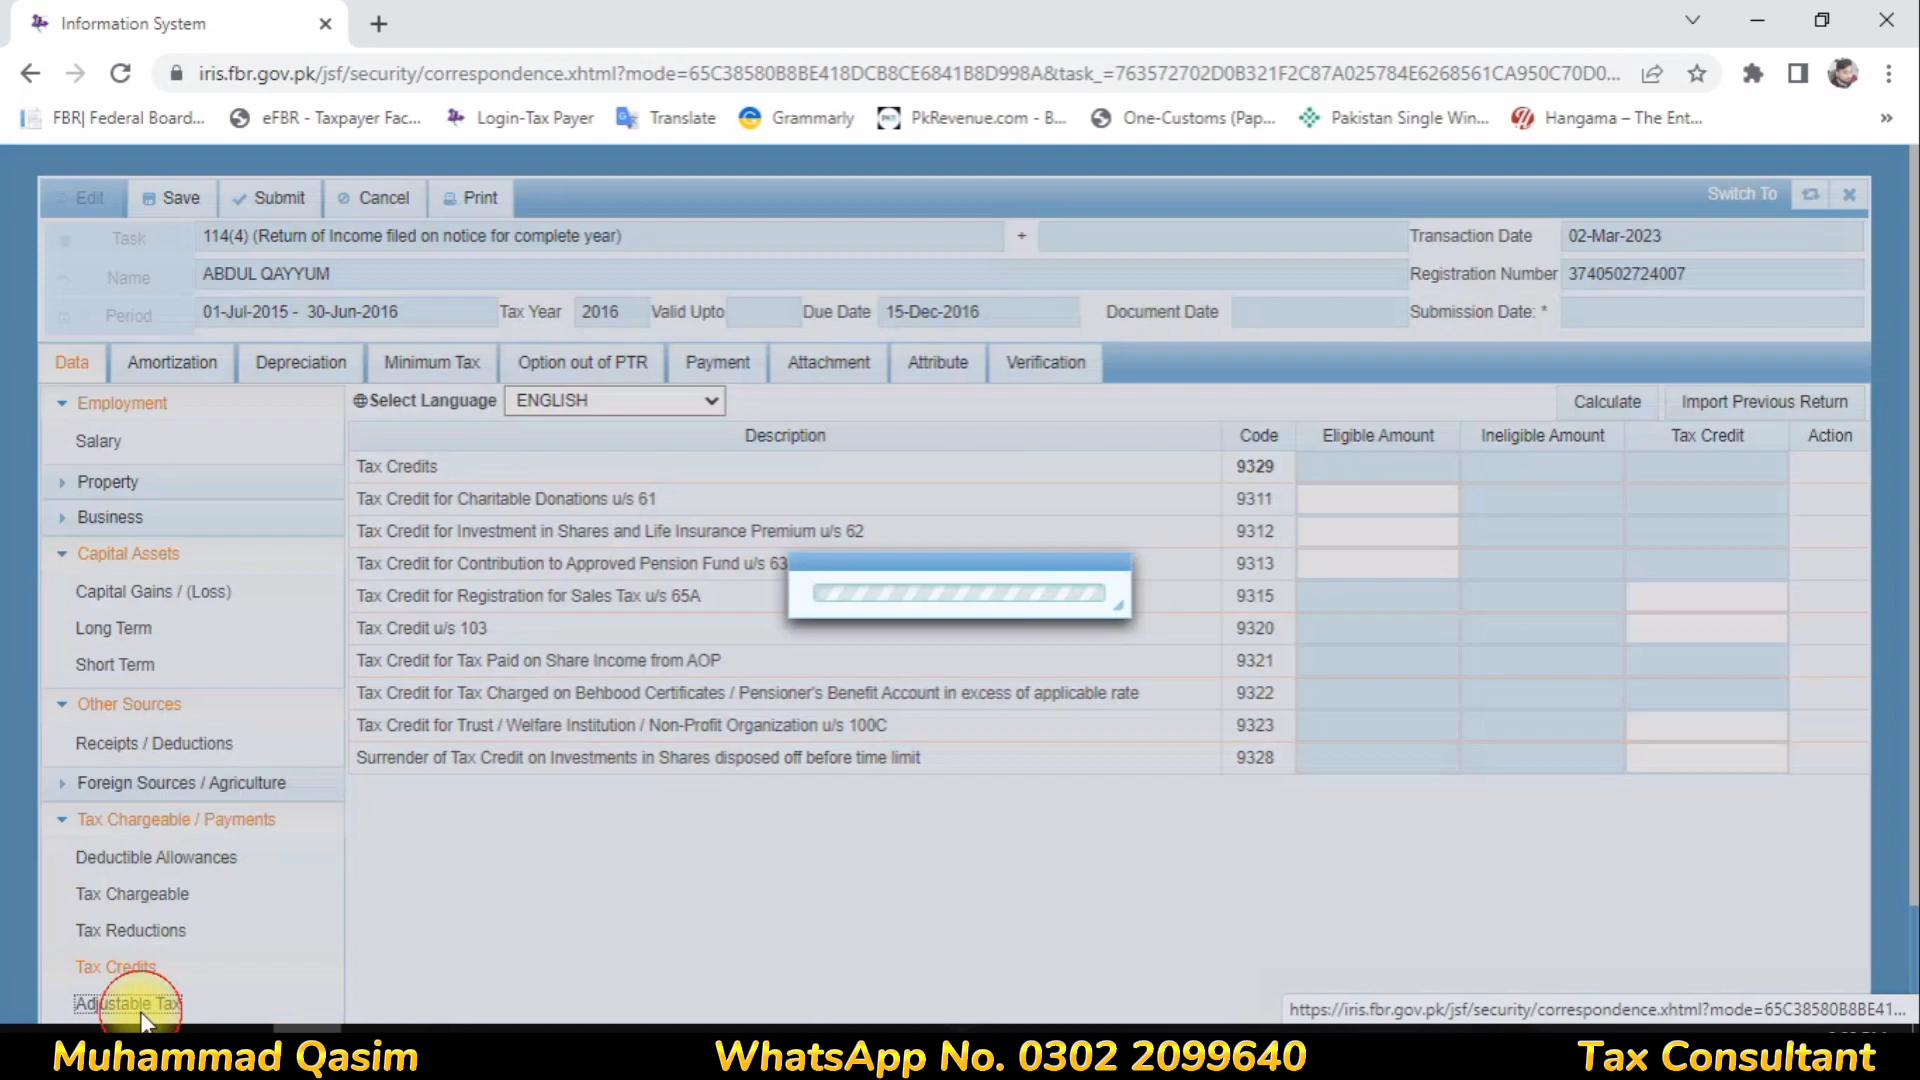 Information System
iris.fbr.gov.pk/jsf/security/correspondence.xhtml?mode=65C38580B8BE418DCB8CE6841B8D998A&task_=763572702D0B321F2C87A025784E6268561CA950C70D0...
FBR| Federal Board... eFBR - Taxpayer Fac... Login-Tax Payer Translate Grammarly PkRevenue.com - B... One-Customs (Pap... Pakistan Single Win... Hangama – The Ent... »
Edit Save Submit Cancel Print Switch To
Task 114(4) (Return of Income filed on notice for complete year) + Transaction Date 02-Mar-2023
Name ABDUL QAYYUM Registration Number 3740502724007
Period 01-Jul-2015 - 30-Jun-2016 Tax Year 2016 Valid Upto Due Date 15-Dec-2016 Document Date Submission Date: *
Data Amortization Depreciation Minimum Tax Option out of PTR Payment Attachment Attribute Verification
Employment
Salary
Property
Business
Capital Assets
Capital Gains / (Loss)
Long Term
Short Term
Other Sources
Receipts / Deductions
Foreign Sources / Agriculture
Tax Chargeable / Payments
Deductible Allowances
Tax Chargeable
Tax Reductions
Tax Credits
Adjustable Tax
Select Language ENGLISH Calculate Import Previous Return
Description Code Eligible Amount Ineligible Amount Tax Credit Action
Tax Credits 9329
Tax Credit for Charitable Donations u/s 61 9311
Tax Credit for Investment in Shares and Life Insurance Premium u/s 62 9312
Tax Credit for Contribution to Approved Pension Fund u/s 63 9313
Tax Credit for Registration for Sales Tax u/s 65A 9315
Tax Credit u/s 103 9320
Tax Credit for Tax Paid on Share Income from AOP 9321
Tax Credit for Tax Charged on Behbood Certificates / Pensioner's Benefit Account in excess of applicable rate 9322
Tax Credit for Trust / Welfare Institution / Non-Profit Organization u/s 100C 9323
Surrender of Tax Credit on Investments in Shares disposed off before time limit 9328
https://iris.fbr.gov.pk/jsf/security/correspondence.xhtml?mode=65C38580B8BE41...
Muhammad Qasim WhatsApp No. 0302 2099640 Tax Consultant